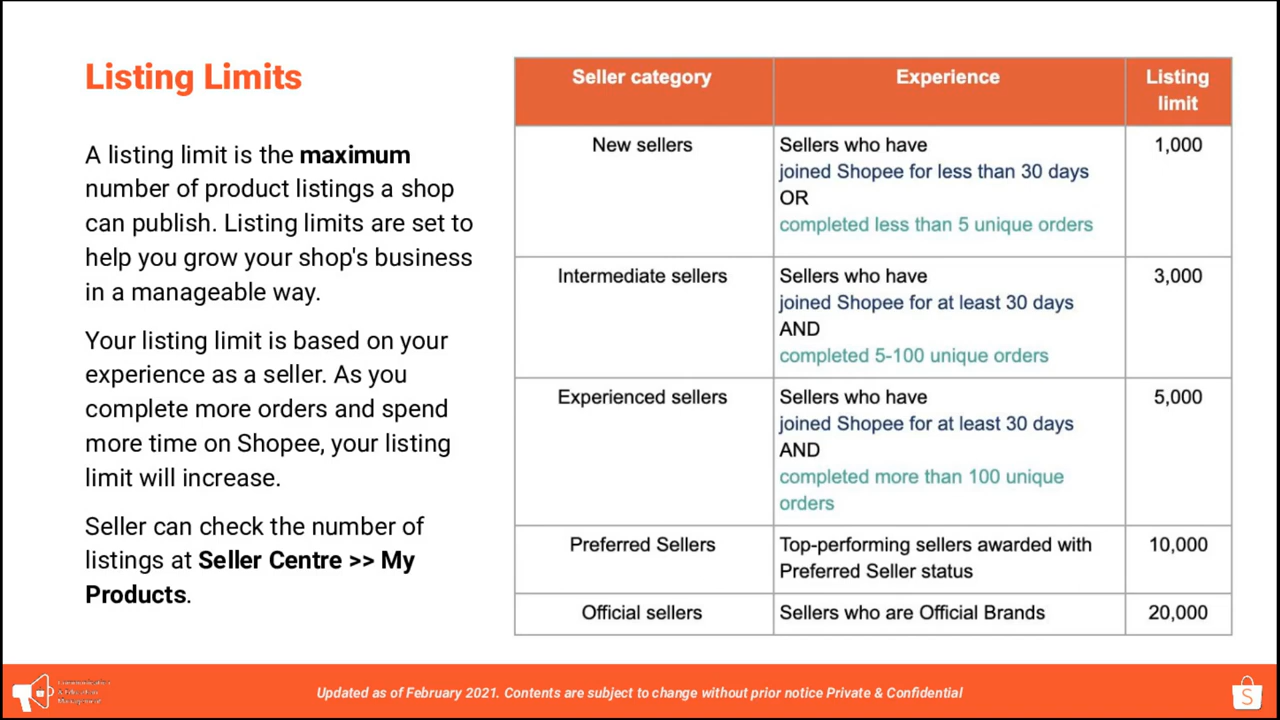 Listing Limits
A listing limit is the maximum
number of product listings a shop
can publish. Listing limits are set to
help you grow your shop's business
in a manageable way.
Your listing limit is based on your
experience as a seller. As you
complete more orders and spend
more time on Shopee, your listing
limit will increase.
Seller can check the number of
listings at Seller Centre >> My
Products.
Seller category Experience Listing
limit
New sellers Sellers who have 1,000
joined Shopee for less than 30 days
OR
completed less than 5 unique orders
Intermediate sellers Sellers who have 3,000
joined Shopee for at least 30 days
AND
completed 5-100 unique orders
Experienced sellers Sellers who have 5,000
joined Shopee for at least 30 days
AND
completed more than 100 unique
orders
Preferred Sellers Top-performing sellers awarded with 10,000
Preferred Seller status
Official sellers Sellers who are Official Brands 20,000
Updated as of February 2021. Contents are subject to change without prior notice Private & Confidential
S